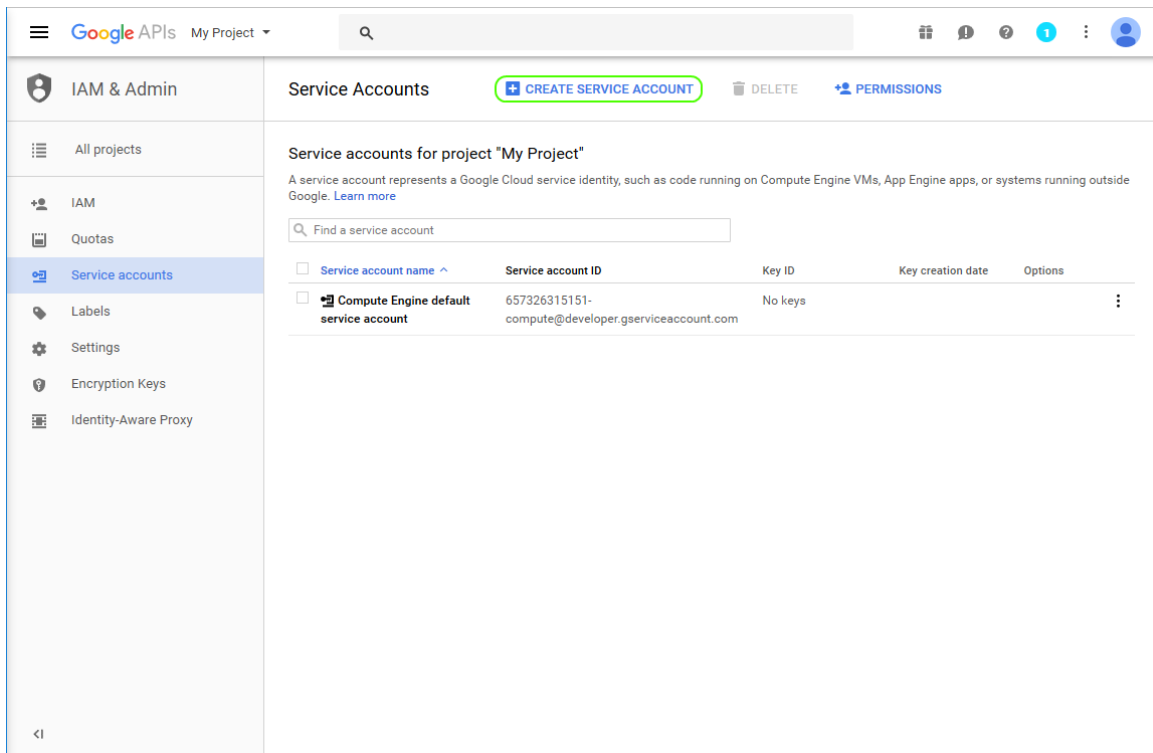 Google APIs My Project
1
IAM & Admin
Service Accounts
CREATE SERVICE ACCOUNT
DELETE
PERMISSIONS
All projects
IAM
Quotas
Service accounts
Labels
Settings
Encryption Keys
Identity-Aware Proxy
Service accounts for project "My Project"
A service account represents a Google Cloud service identity, such as code running on Compute Engine VMs, App Engine apps, or systems running outside
Google. Learn more
Find a service account
Service account name Service account ID Key ID Key creation date Options
Compute Engine default 657326315151- No keys
service account compute@developer.gserviceaccount.com